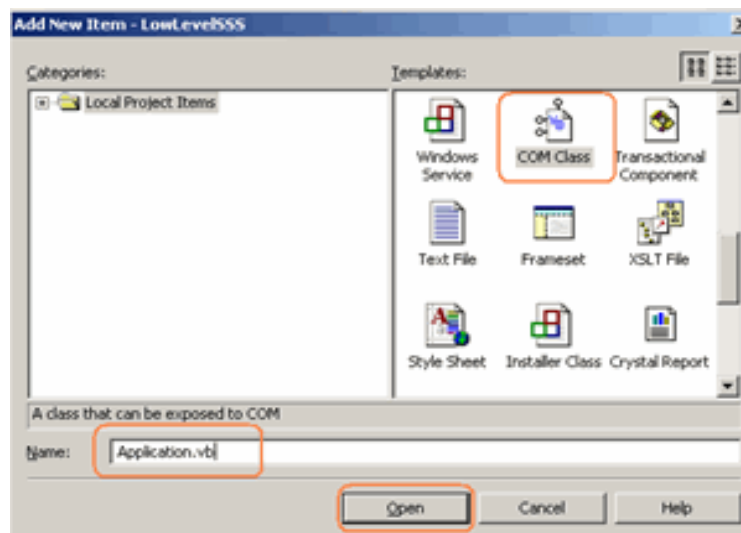 Add New Item - LowLevelSSS
Categories:
Templates:
Local Project Items
Windows Service
COM Class
Transactional Component
Text File
Frameset
XSLT File
Style Sheet
Installer Class
Crystal Report
A class that can be exposed to COM
Name:
Application.vb
Open
Cancel
Help